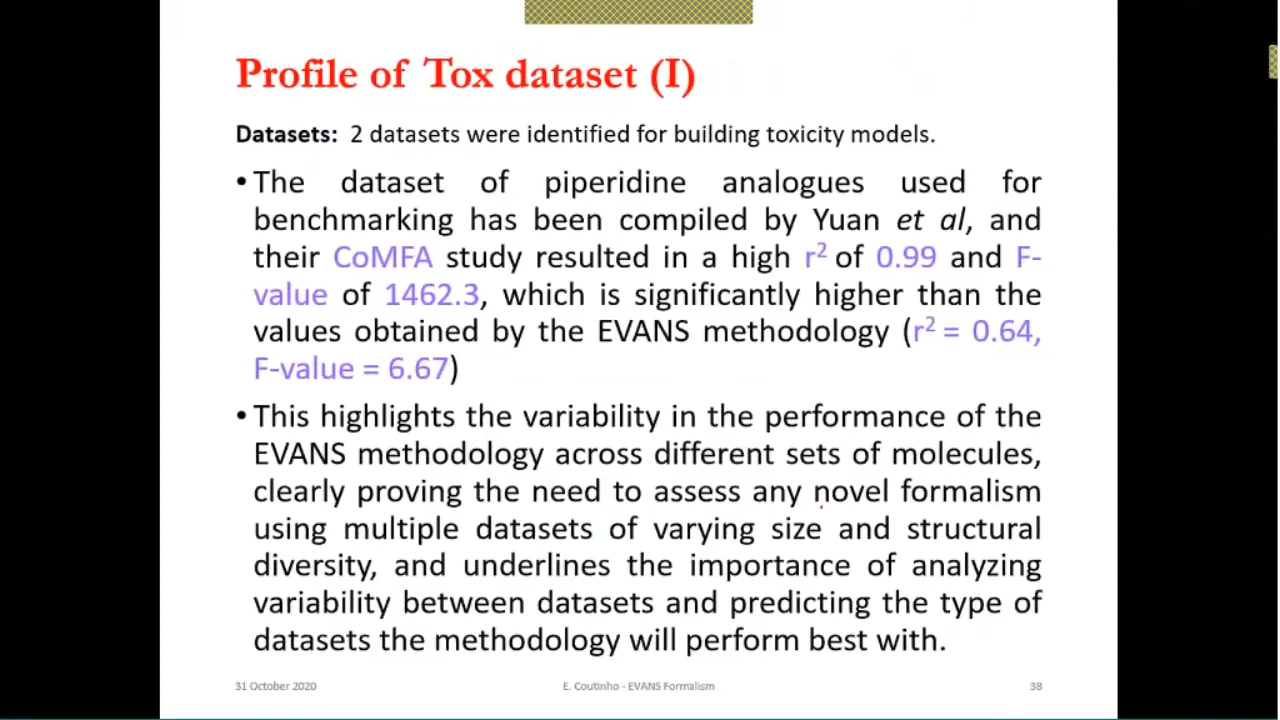 Profile of Tox dataset (I)
Datasets: 2 datasets were identified for building toxicity models.
• The dataset of piperidine analogues used for
benchmarking has been compiled by Yuan et al, and
their CoMFA study resulted in a high r² of 0.99 and F-
value of 1462.3, which is significantly higher than the
values obtained by the EVANS methodology (r² = 0.64,
F-value = 6.67)
• This highlights the variability in the performance of the
EVANS methodology across different sets of molecules,
clearly proving the need to assess any novel formalism
using multiple datasets of varying size and structural
diversity, and underlines the importance of analyzing
variability between datasets and predicting the type of
datasets the methodology will perform best with.
31 October 2020 E. Coutinho - EVANS Formalism 38